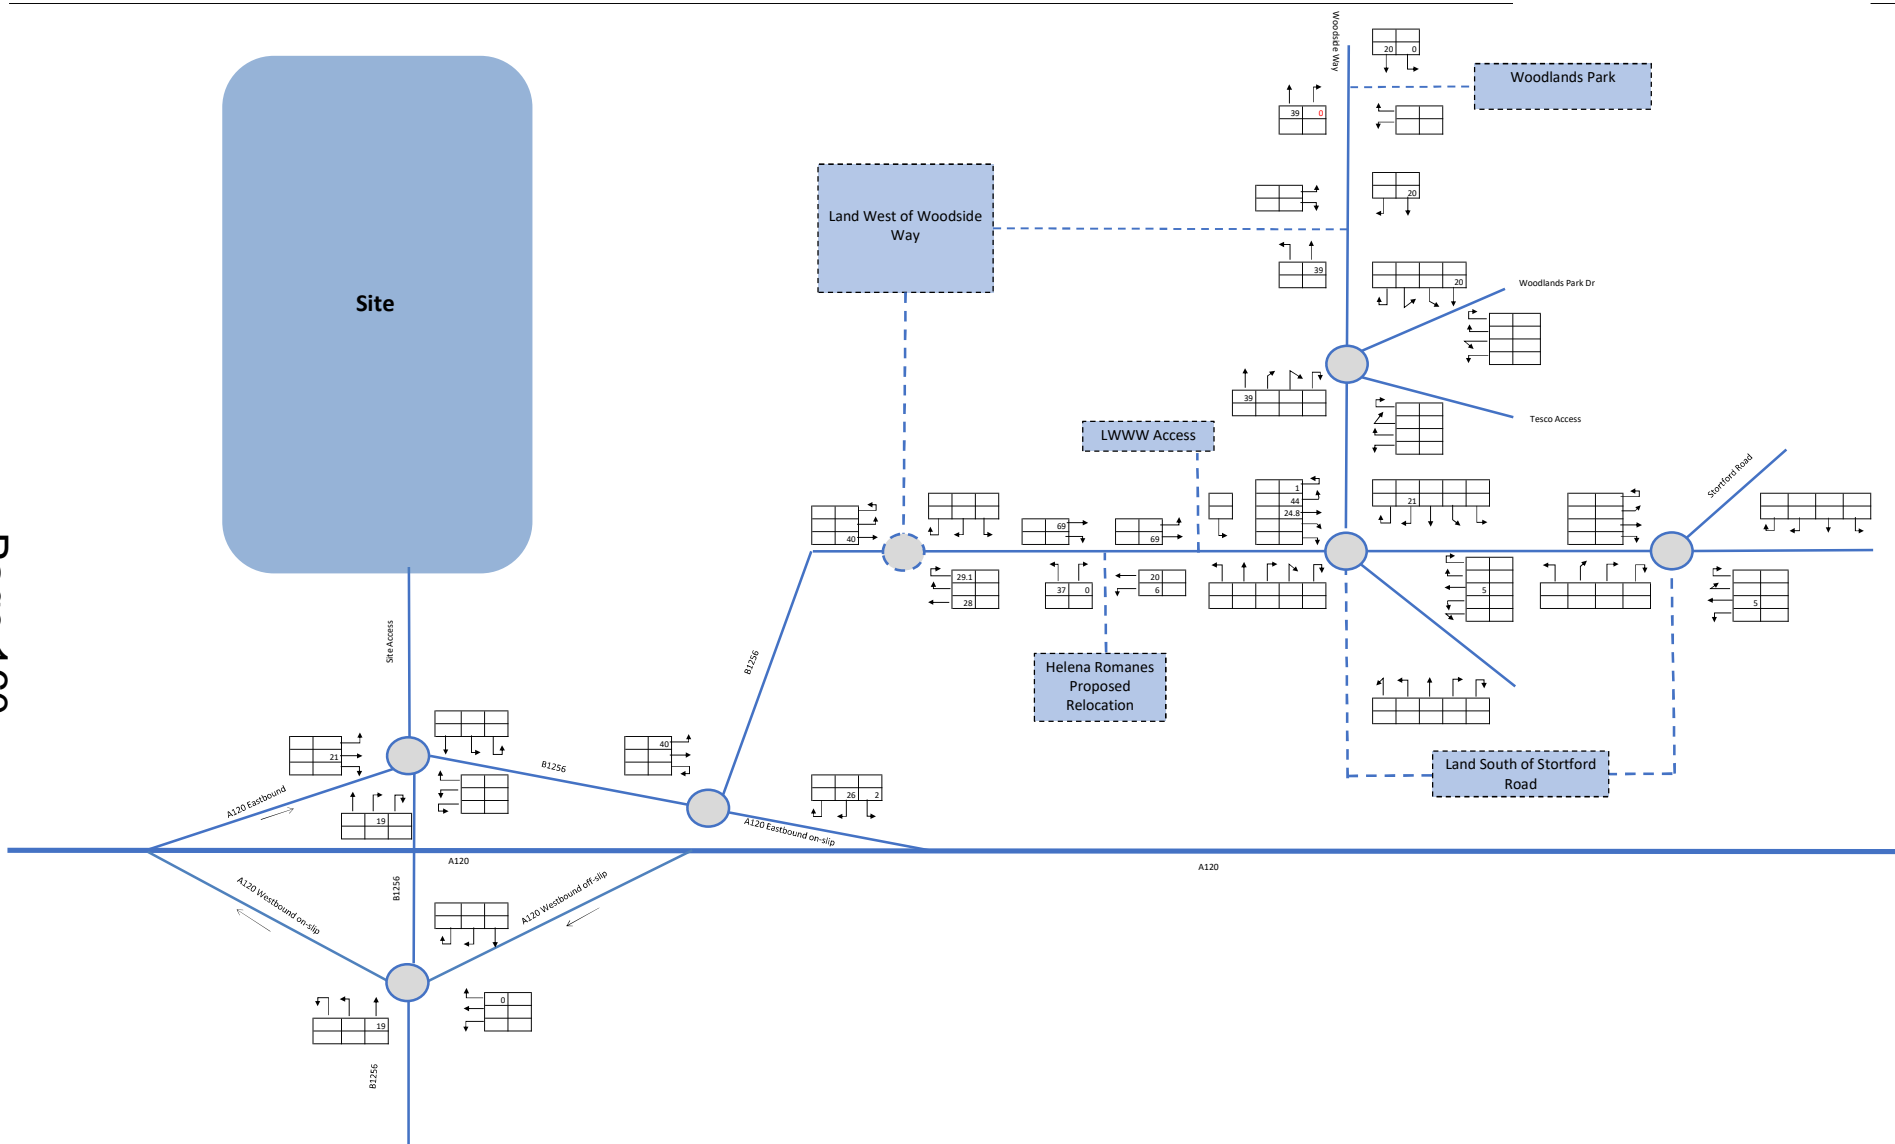 Woodside Way
20 0
Woodlands Park
39 0
Land West of Woodside
Way
20
39
20
Woodlands Park Dr
Site
39
Tesco Access
LWWW Access
Stortford Road
1
44
24.8
21
40
69
69
29.1
28
37 0
20
6
5
5
Site Access
B1256
Helena Romanes
Proposed
Relocation
Land South of Stortford
Road
21
40
B1256
26 2
A120 Eastbound
19
A120 Eastbound on-slip
A120
A120
B1256
A120 Westbound on-slip
A120 Westbound off-slip
0
19
B1256